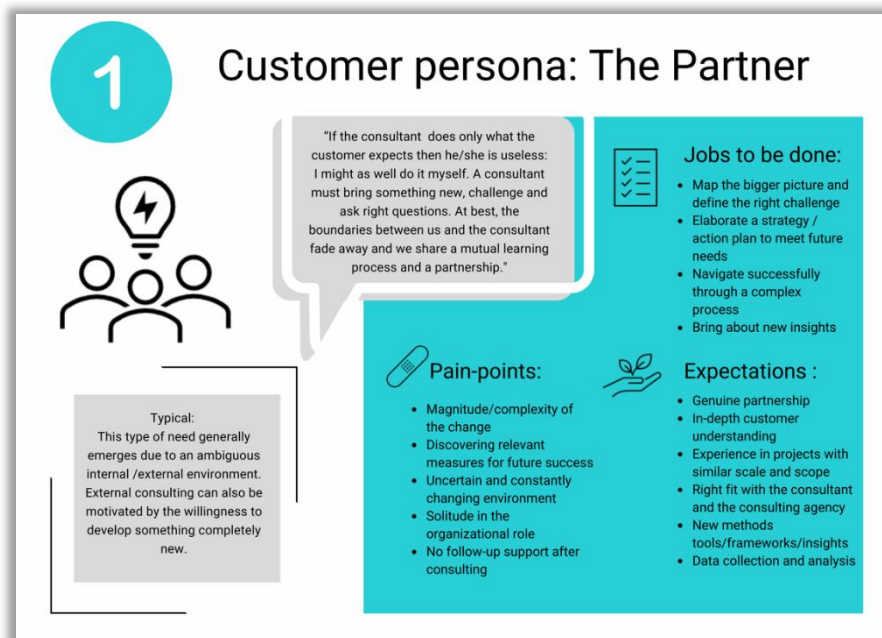 1
Customer persona: The Partner
"If the consultant does only what the
customer expects then he/she is useless:
I might as well do it myself. A consultant
must bring something new, challenge and
ask right questions. At best, the
boundaries between us and the consultant
fade away and we share a mutual learning
process and a partnership."
Jobs to be done:
• Map the bigger picture and
define the right challenge
• Elaborate a strategy /
action plan to meet future
needs
• Navigate successfully
through a complex
process
• Bring about new insights
Typical:
This type of need generally
emerges due to an ambiguous
internal /external environment.
External consulting can also be
motivated by the willingness to
develop something completely
new.
Pain-points:
• Magnitude/complexity of
the change
• Discovering relevant
measures for future success
• Uncertain and constantly
changing environment
• Solitude in the
organizational role
• No follow-up support after
consulting
Expectations :
• Genuine partnership
• In-depth customer
understanding
• Experience in projects with
similar scale and scope
• Right fit with the consultant
and the consulting agency
• New methods
tools/frameworks/insights
• Data collection and analysis